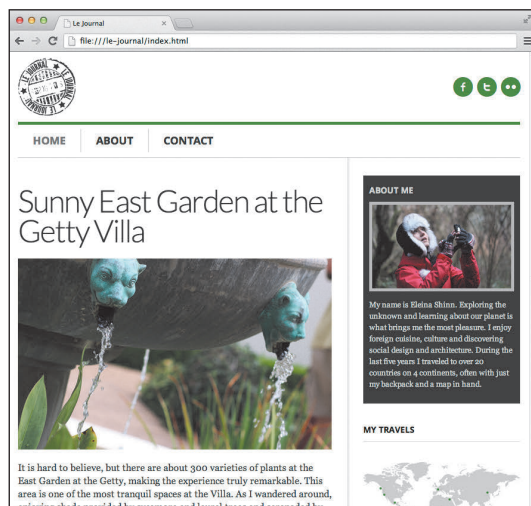 Le Journal
file:///le-journal/index.html
LE JOURNAL
HOME ABOUT CONTACT
Sunny East Garden at the
Getty Villa
It is hard to believe, but there are about 300 varieties of plants at the
East Garden at the Getty, making the experience truly remarkable. This
area is one of the most tranquil spaces at the Villa. As I wandered around,
ABOUT ME
My name is Eleina Shinn. Exploring the
unknown and learning about our planet is
what brings me the most pleasure. I enjoy
foreign cuisine, culture and discovering
social design and architecture. During the
last five years I traveled to over 20
countries on 4 continents, often with just
my backpack and a map in hand.
MY TRAVELS